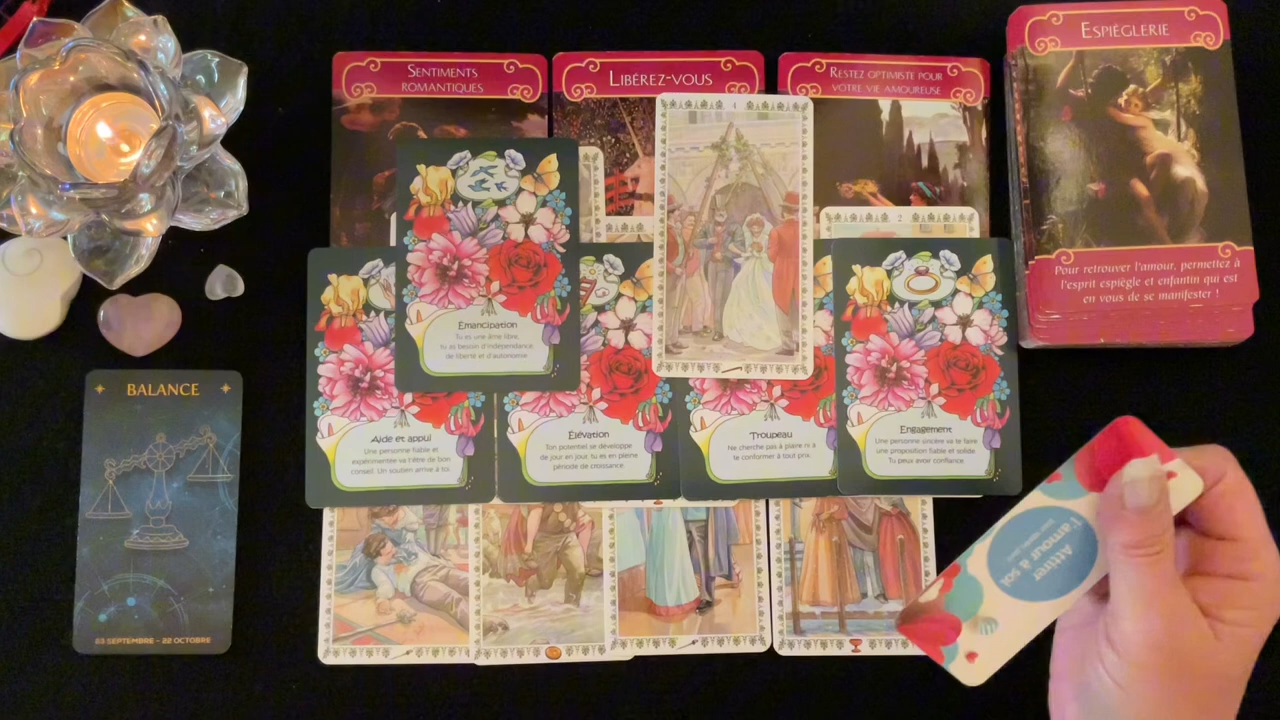 SENTIMENTS
ROMANTIQUES
LIBÉREZ-VOUS
RESTEZ OPTIMISTE POUR
VOTRE VIE AMOUREUSE
ESPIÈGLERIE
Pour retrouver l'amour, permettez à
l'esprit espiègle et enfantin qui est
en vous de se manifester !
4
2
Émancipation
Tu es une âme libre,
tu as besoin d'indépendance,
de liberté et d'autonomie
Aide et appui
Une personne fiable et
expérimentée va t'être de bon
conseil. Un soutien arrive à toi
Élévation
Ton potentiel se développe
de jour en jour, tu es en pleine
période de croissance.
Troupeau
Ne cherche pas à plaire ni à
te conformer à tout prix.
Engagement
Une personne sincère va te faire
une proposition fiable et solide
Tu peux avoir confiance
BALANCE
23 SEPTEMBRE - 22 OCTOBRE
Attirer
l'amour à soi